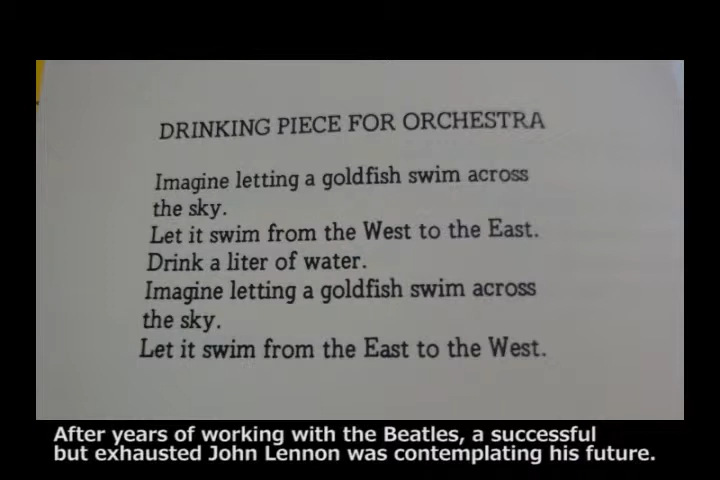 DRINKING PIECE FOR ORCHESTRA
Imagine letting a goldfish swim across
the sky.
Let it swim from the West to the East.
Drink a liter of water.
Imagine letting a goldfish swim across
the sky.
Let it swim from the East to the West.
After years of working with the Beatles, a successful
but exhausted John Lennon was contemplating his future.